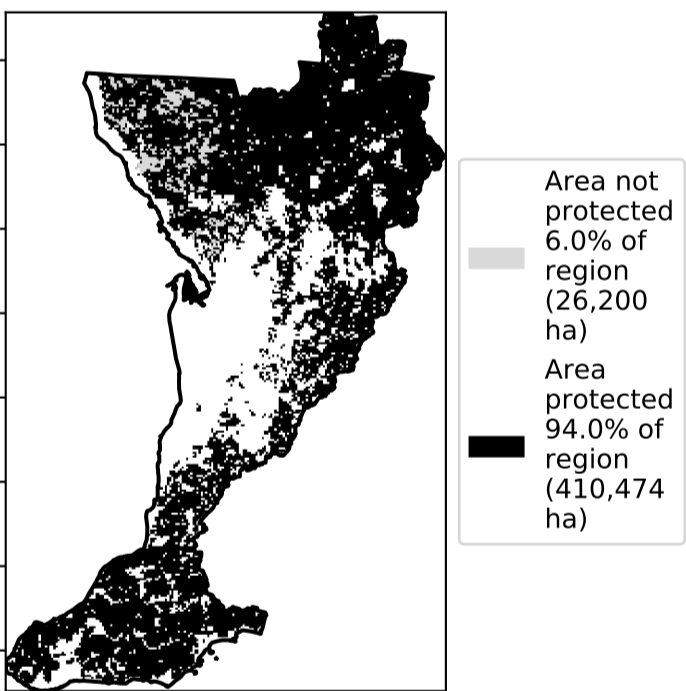 Area not
protected
6.0% of
region
(26,200
ha)
Area
protected
94.0% of
region
(410,474
ha)